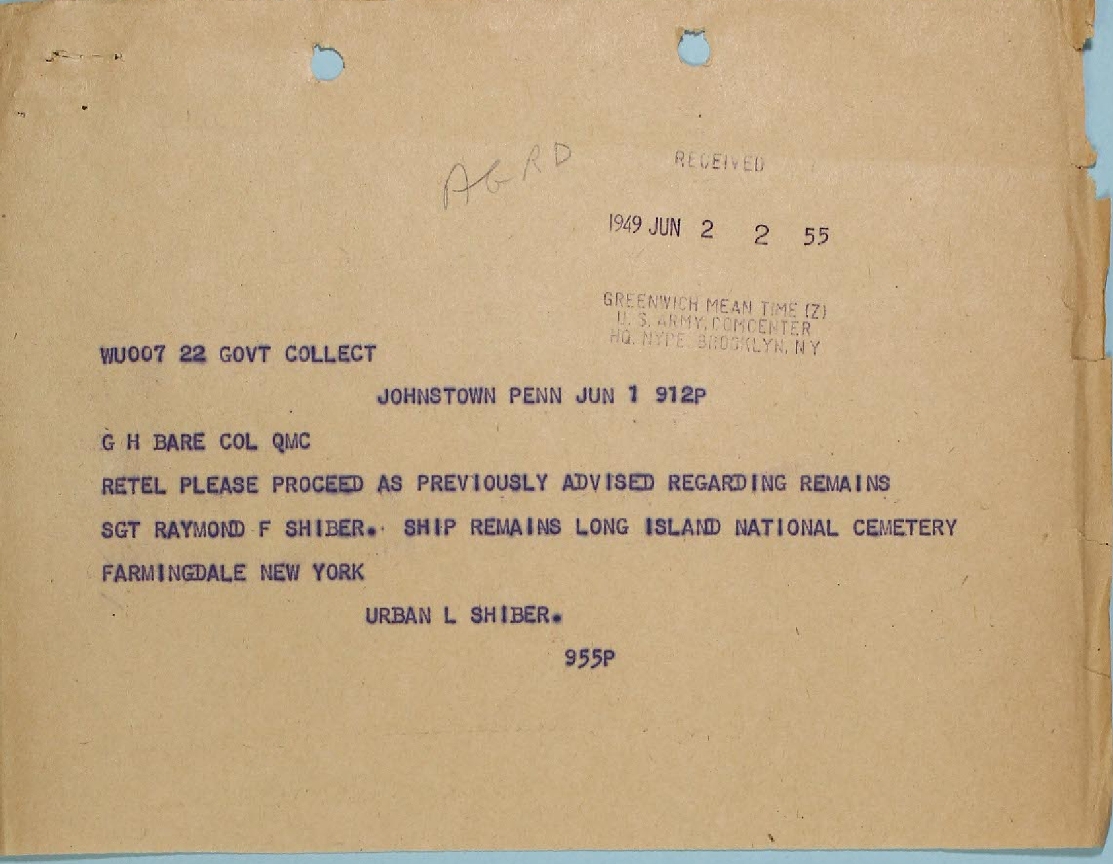 AGRD
RECEIVED
1949 JUN 2 2 55
GREENWICH MEAN TIME (Z)
U. S. ARMY, COMCENTER
HQ. NYPE BROOKLYN, N Y
WU007 22 GOVT COLLECT
JOHNSTOWN PENN JUN 1 912P
G H BARE COL QMC
RETEL PLEASE PROCEED AS PREVIOUSLY ADVISED REGARDING REMAINS
SGT RAYMOND F SHIBER. SHIP REMAINS LONG ISLAND NATIONAL CEMETERY
FARMINGDALE NEW YORK
URBAN L SHIBER.
955P